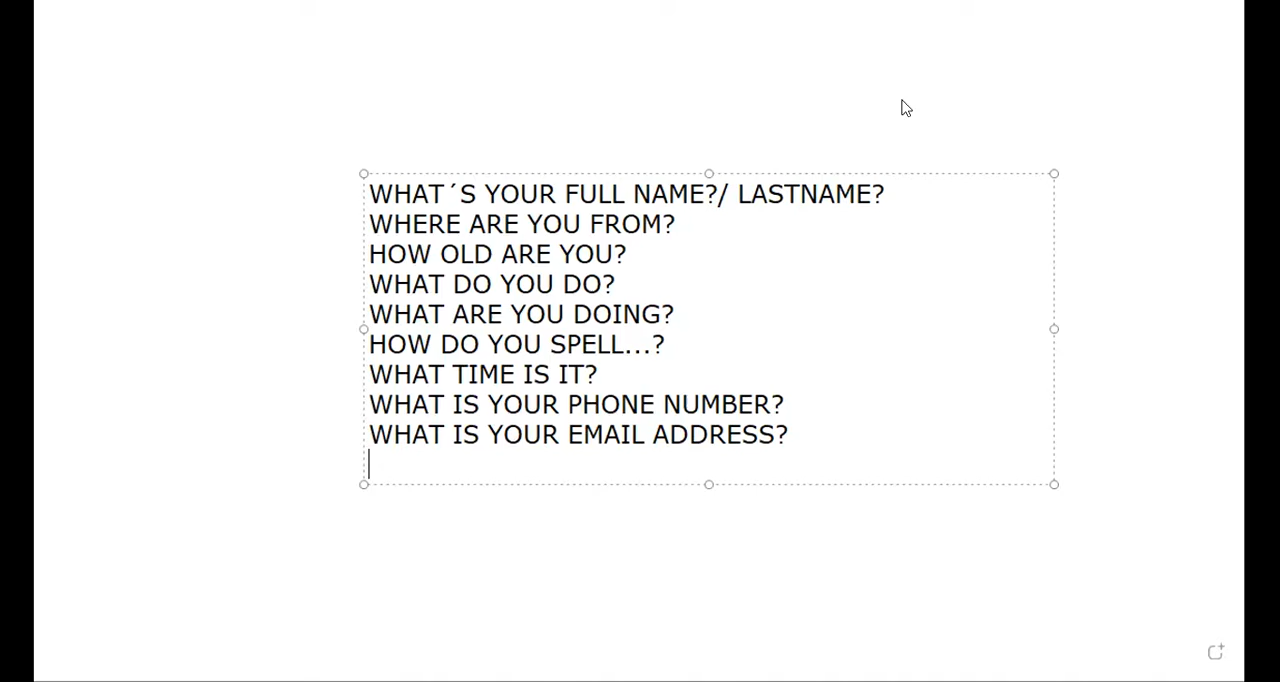 WHAT´S YOUR FULL NAME?/ LASTNAME?
WHERE ARE YOU FROM?
HOW OLD ARE YOU?
WHAT DO YOU DO?
WHAT ARE YOU DOING?
HOW DO YOU SPELL...?
WHAT TIME IS IT?
WHAT IS YOUR PHONE NUMBER?
WHAT IS YOUR EMAIL ADDRESS?